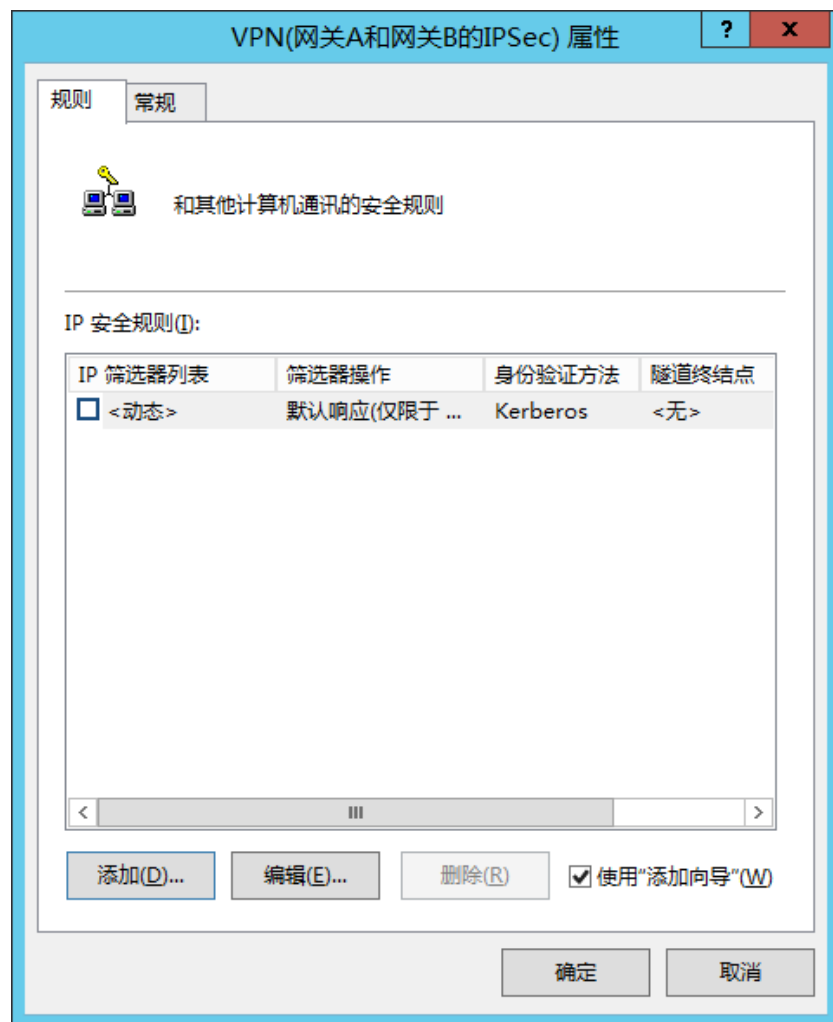 VPN(网关A和网关B的IPSec) 属性
? x
规则 常规
和其他计算机通讯的安全规则
IP 安全规则(I):
IP 筛选器列表 筛选器操作 身份验证方法 隧道终结点
<动态> 默认响应(仅限于 ... Kerberos <无>
添加(D)... 编辑(E)... 删除(R) 使用“添加向导”(W)
确定 取消